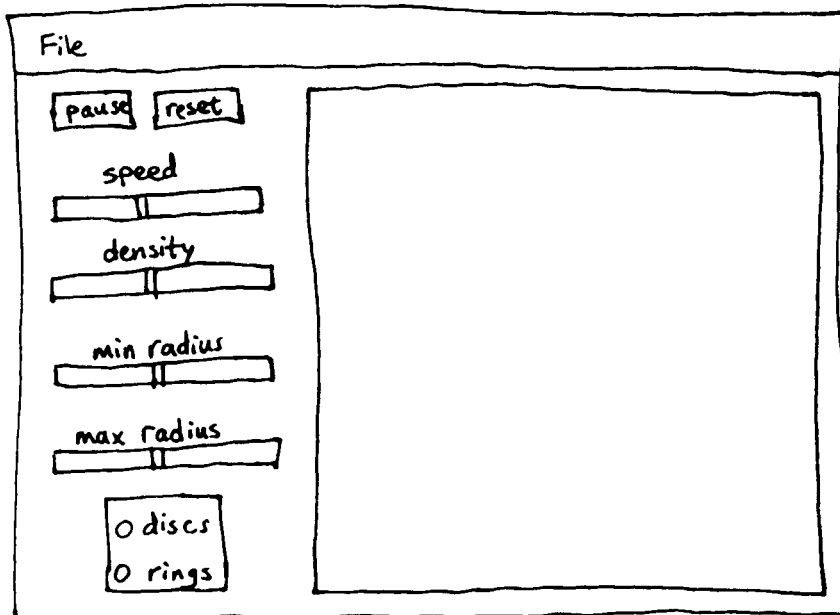 File
pause reset
speed
density
min radius
max radius
discs
rings